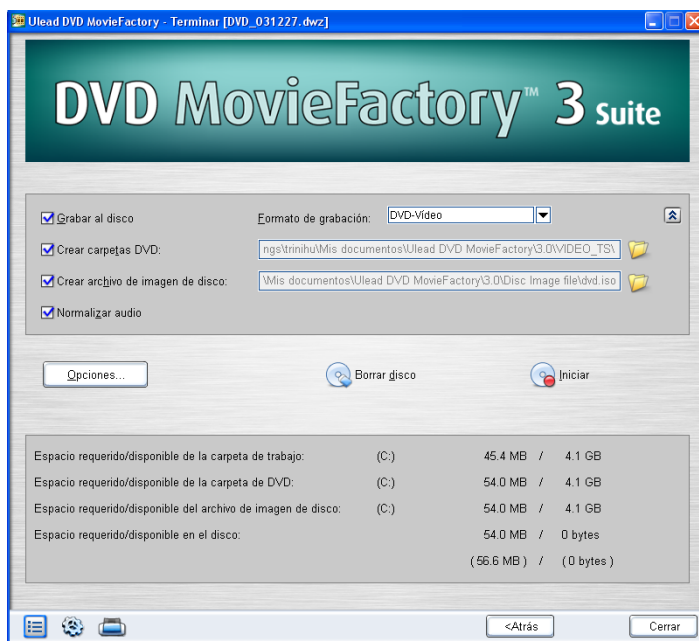 Ulead DVD MovieFactory - Terminar [DVD_031227.dwz]
DVD MovieFactory™ 3 Suite
Grabar al disco Formato de grabación: DVD-Vídeo
Crear carpetas DVD: ngs\trinihu\Mis documentos\Ulead DVD MovieFactory\3.0\VIDEO_TS\
Crear archivo de imagen de disco: \Mis documentos\Ulead DVD MovieFactory\3.0\Disc Image file\dvd.iso
Normalizar audio
Opciones... Borrar disco Iniciar
Espacio requerido/disponible de la carpeta de trabajo: (C:) 45.4 MB / 4.1 GB
Espacio requerido/disponible de la carpeta de DVD: (C:) 54.0 MB / 4.1 GB
Espacio requerido/disponible del archivo de imagen de disco: (C:) 54.0 MB / 4.1 GB
Espacio requerido/disponible en el disco: 54.0 MB / 0 bytes
( 56.6 MB ) / ( 0 bytes )
<Atrás Cerrar